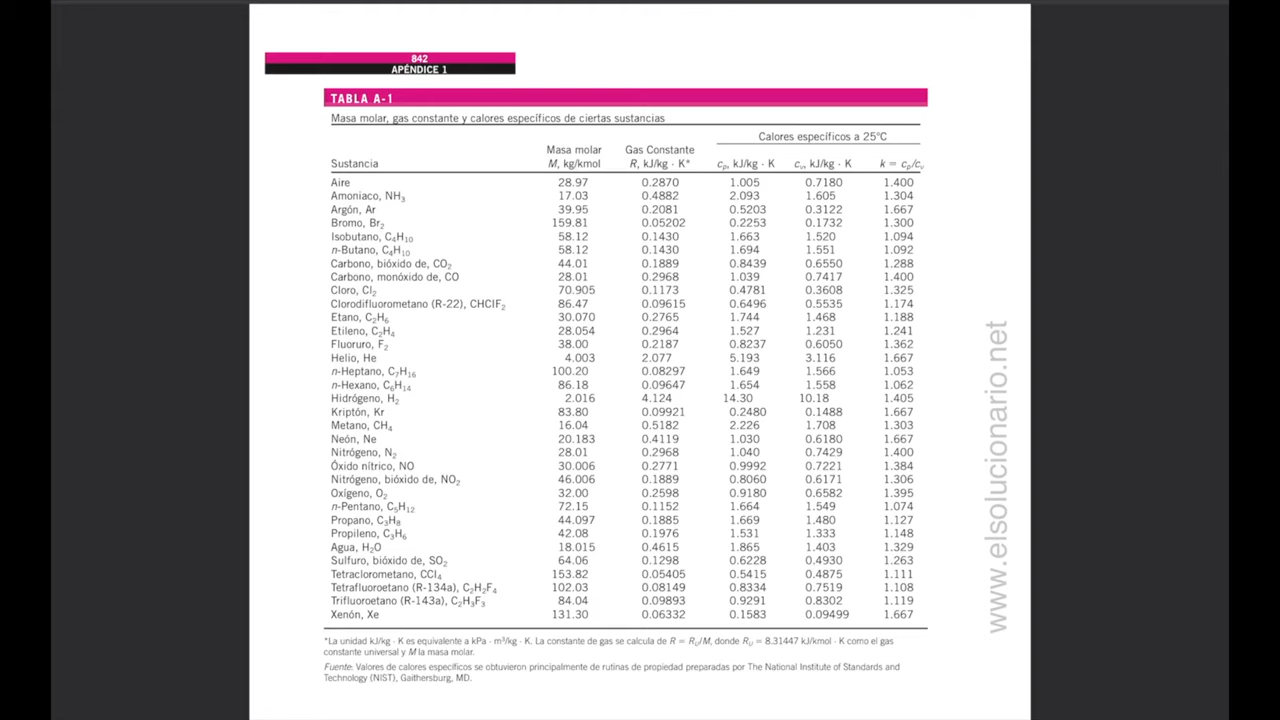 842
APÉNDICE 1
TABLA A-1
Masa molar, gas constante y calores específicos de ciertas sustancias
Calores específicos a 25°C
Masa molar Gas Constante
Sustancia M, kg/kmol R, kJ/kg · K* cp, kJ/kg · K cv, kJ/kg · K k = cp/cv
Aire 28.97 0.2870 1.005 0.7180 1.400
Amoniaco, NH3 17.03 0.4882 2.093 1.605 1.304
Argón, Ar 39.95 0.2081 0.5203 0.3122 1.667
Bromo, Br2 159.81 0.05202 0.2253 0.1732 1.300
Isobutano, C4H10 58.12 0.1430 1.663 1.520 1.094
n-Butano, C4H10 58.12 0.1430 1.694 1.551 1.092
Carbono, bióxido de, CO2 44.01 0.1889 0.8439 0.6550 1.288
Carbono, monóxido de, CO 28.01 0.2968 1.039 0.7417 1.400
Cloro, Cl2 70.905 0.1173 0.4781 0.3608 1.325
Clorodifluorometano (R-22), CHClF2 86.47 0.09615 0.6496 0.5535 1.174
Etano, C2H6 30.070 0.2765 1.744 1.468 1.188
Etileno, C2H4 28.054 0.2964 1.527 1.231 1.241
Fluoruro, F2 38.00 0.2187 0.8237 0.6050 1.362
Helio, He 4.003 2.077 5.193 3.116 1.667
n-Heptano, C7H16 100.20 0.08297 1.649 1.566 1.053
n-Hexano, C6H14 86.18 0.09647 1.654 1.558 1.062
Hidrógeno, H2 2.016 4.124 14.30 10.18 1.405
Kriptón, Kr 83.80 0.09921 0.2480 0.1488 1.667
Metano, CH4 16.04 0.5182 2.226 1.708 1.303
Neón, Ne 20.183 0.4119 1.030 0.6180 1.667
Nitrógeno, N2 28.01 0.2968 1.040 0.7429 1.400
Óxido nítrico, NO 30.006 0.2771 0.9992 0.7221 1.384
Nitrógeno, bióxido de, NO2 46.006 0.1889 0.8060 0.6171 1.306
Oxígeno, O2 32.00 0.2598 0.9180 0.6582 1.395
n-Pentano, C5H12 72.15 0.1152 1.664 1.549 1.074
Propano, C3H8 44.097 0.1885 1.669 1.480 1.127
Propileno, C3H6 42.08 0.1976 1.531 1.333 1.148
Agua, H2O 18.015 0.4615 1.865 1.403 1.329
Sulfuro, bióxido de, SO2 64.06 0.1298 0.6228 0.4930 1.263
Tetraclorometano, CCl4 153.82 0.05405 0.5415 0.4875 1.111
Tetrafluoroetano (R-134a), C2H2F4 102.03 0.08149 0.8334 0.7519 1.108
Trifluoroetano (R-143a), C2H3F3 84.04 0.09893 0.9291 0.8302 1.119
Xenón, Xe 131.30 0.06332 0.1583 0.09499 1.667
*La unidad kJ/kg · K es equivalente a kPa · m³/kg · K. La constante de gas se calcula de R = RU/M, donde RU = 8.31447 kJ/kmol · K como el gas
constante universal y M la masa molar.
Fuente: Valores de calores específicos se obtuvieron principalmente de rutinas de propiedad preparadas por The National Institute of Standards and
Technology (NIST), Gaithersburg, MD.
www.elsolucionario.net